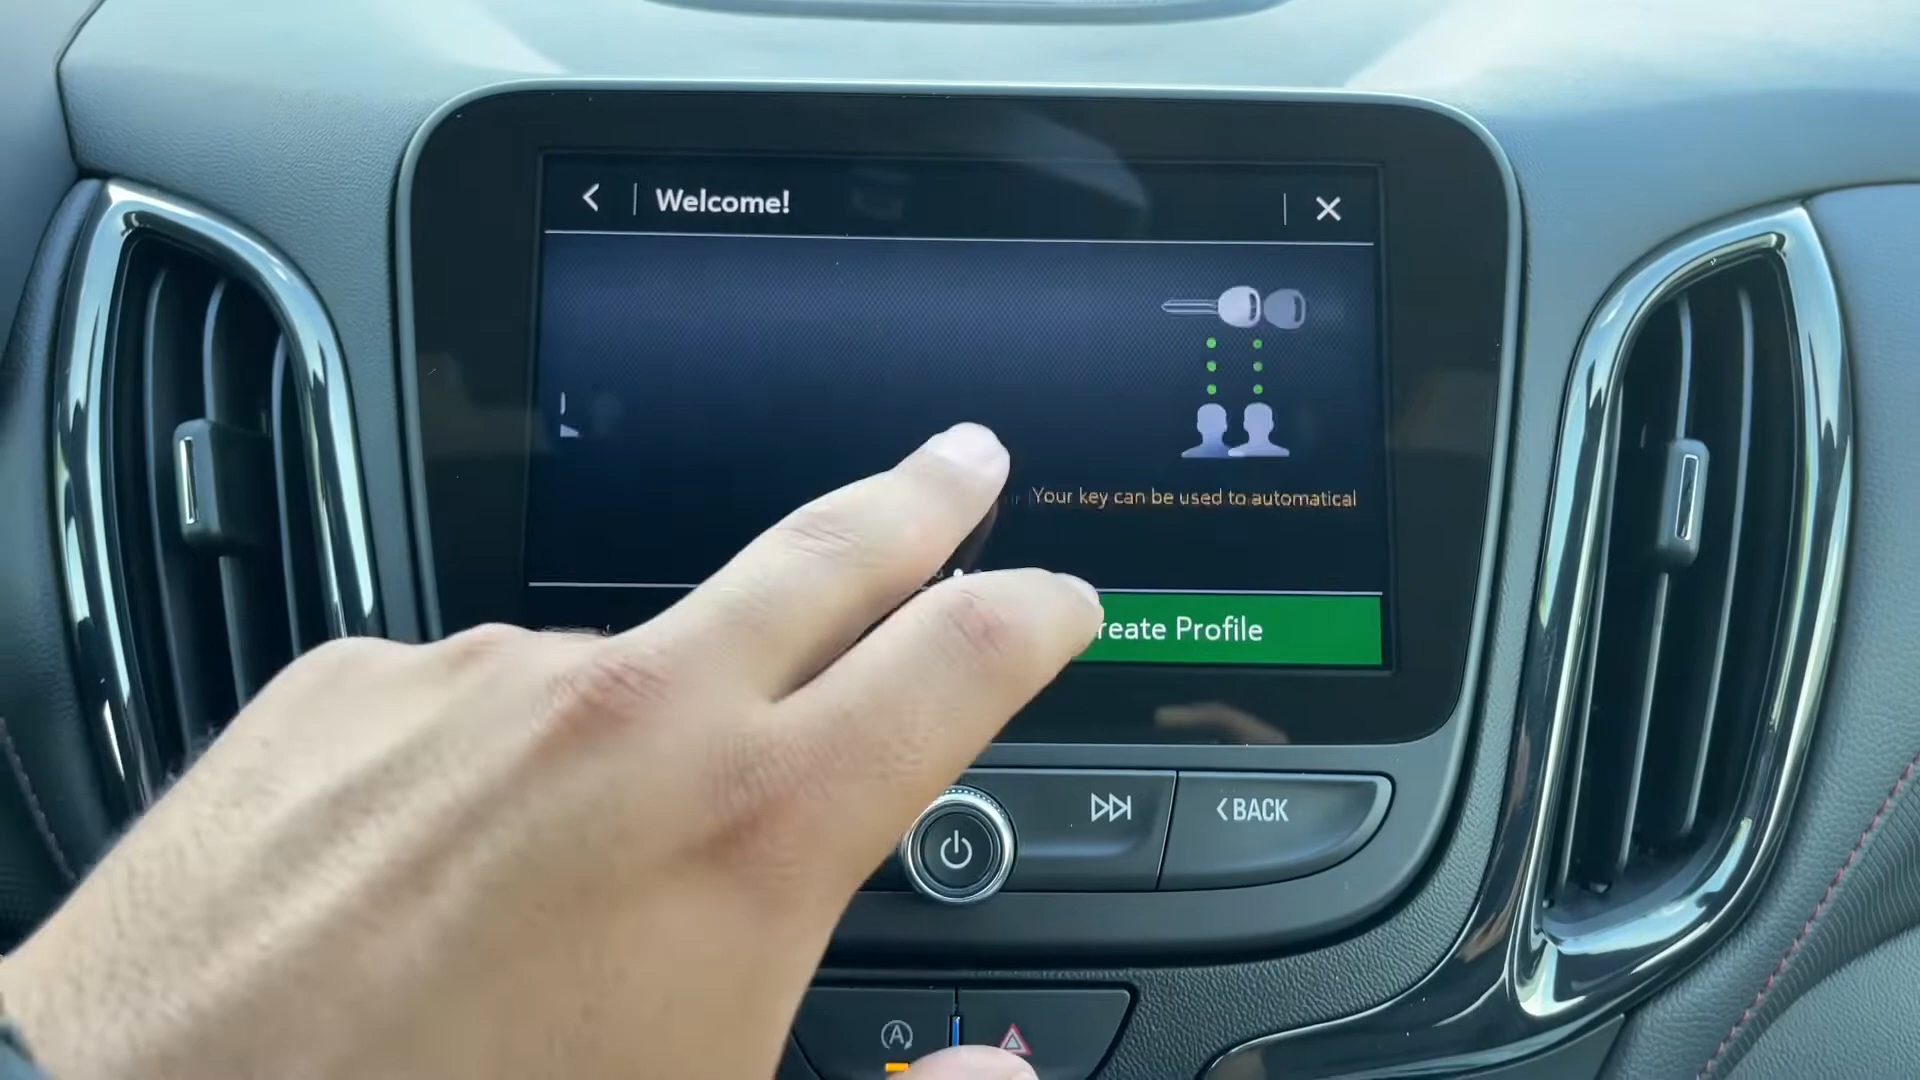 Welcome!
Your key can be used to automatical
reate Profile
BACK
A